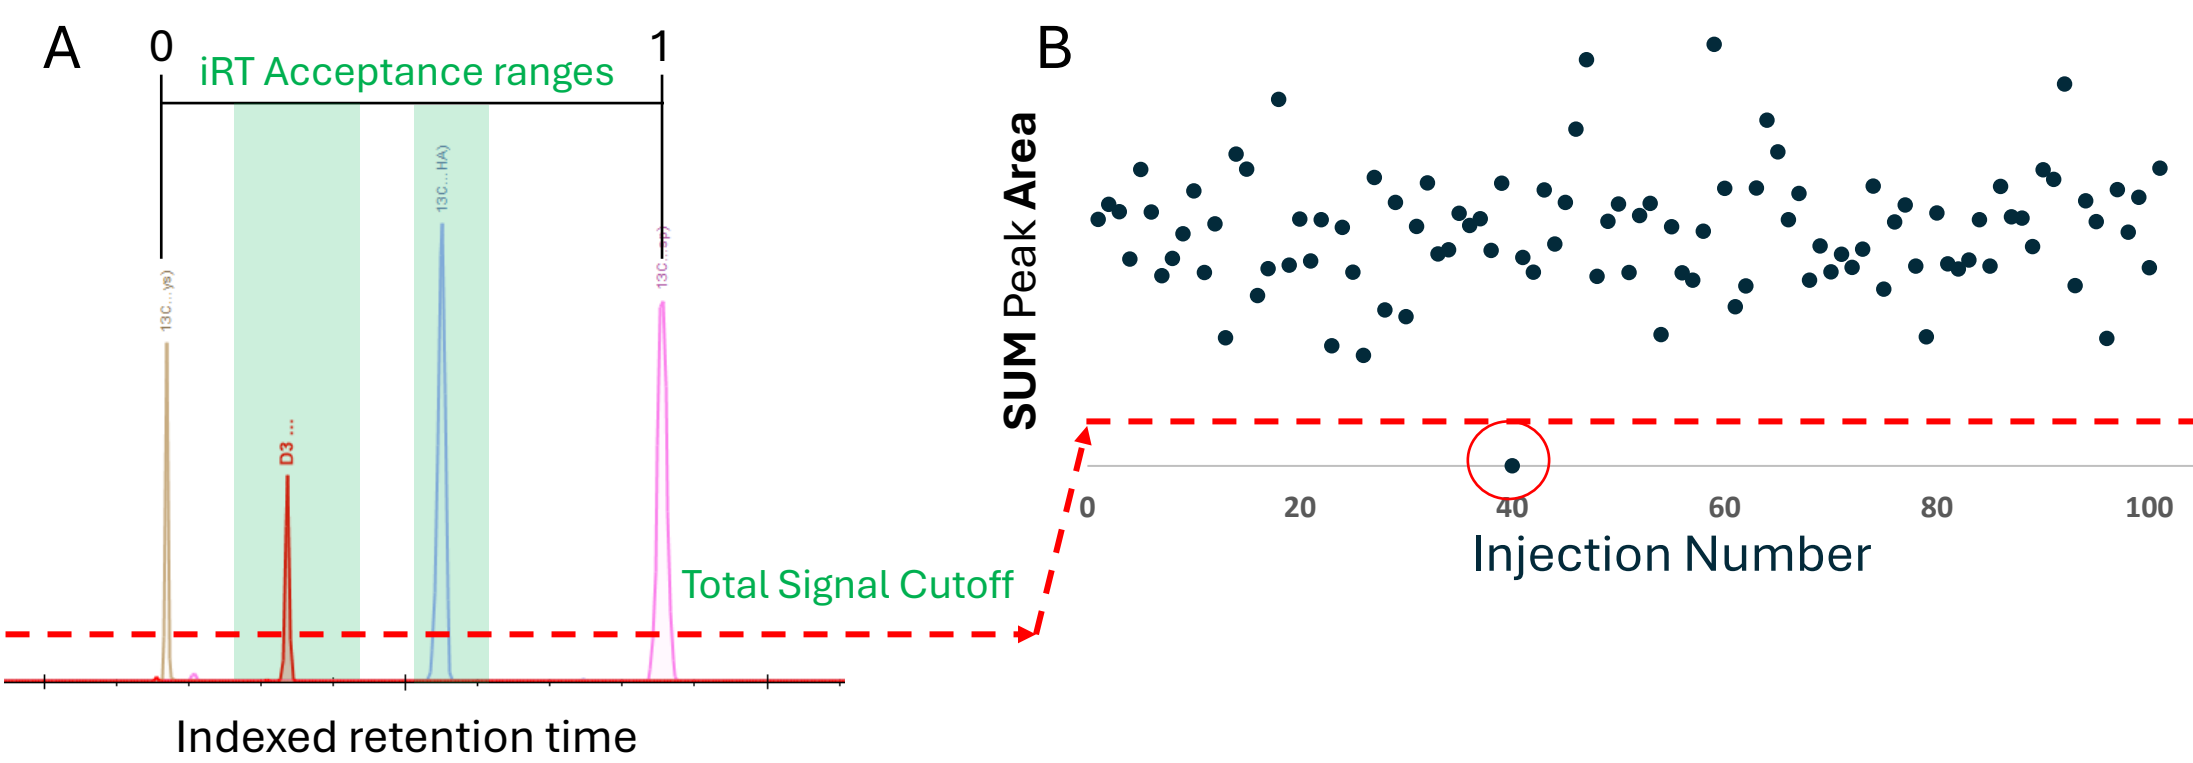 A
0
1
iRT Acceptance ranges
13C...ys)
D3 ...
13C...HA)
13C...sp)
Total Signal Cutoff
Indexed retention time
B
SUM Peak Area
0 20 40 60 80 100
Injection Number